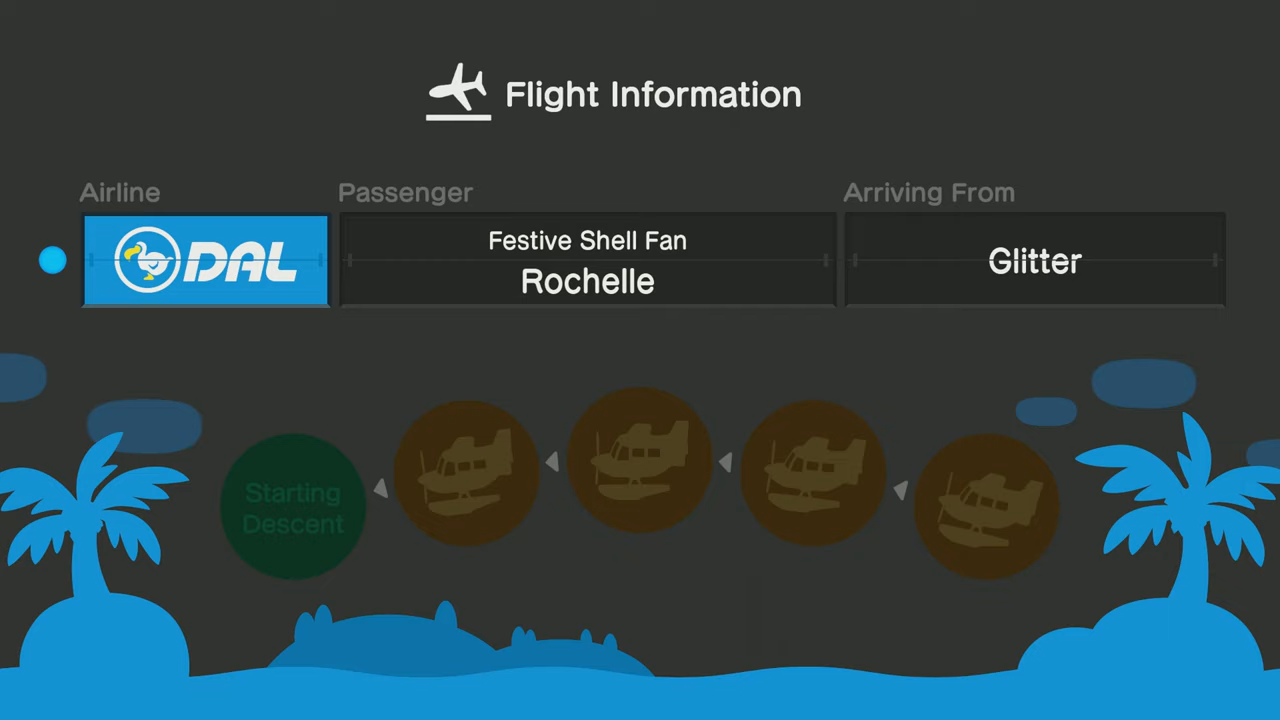 Flight Information
Airline
Passenger
Arriving From
DAL
Festive Shell Fan
Rochelle
Glitter
Starting
Descent